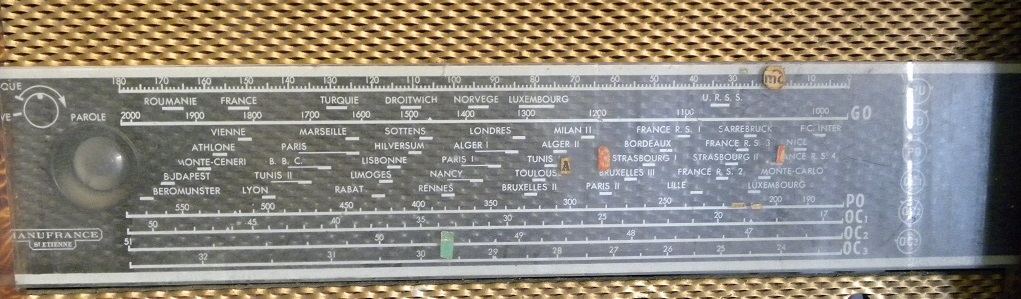 180 170 160 150 140 130 120 110 100 90 80 70 60 50 40 30 mc 10
ROUMANIE FRANCE TURQUIE DROITWICH NORVEGE LUXEMBOURG U.R.S.S.
2000 1900 1800 1700 1600 1500 1400 1300 1200 1100 1000 GO
PAROLE
VIENNE MARSEILLE SOTTENS LONDRES MILAN II FRANCE R.S. I SARREBRUCK F.C. INTER
ATHLONE PARIS HILVERSUM ALGER I ALGER II BORDEAUX FRANCE R.S. 3 NICE
MONTE-CENERI B.B.C. LISBONNE PARIS I TUNIS A STRASBOURG I STRASBOURG II R.S. 4
BUDAPEST TUNIS II LIMOGES NANCY BRUXELLES III FRANCE R.S. 2. MONTE-CARLO
BEROMUNSTER LYON RABAT RENNES BRUXELLES II PARIS II LILLE LUXEMBOURG
550 500 450 400 350 300 250 200 190 PO
50 45 40 35 30 25 20 17 OC1
MANUFRANCE
ST ETIENNE
51 50 49 48 47 46 OC2
32 31 30 29 28 27 26 25 24 OC3